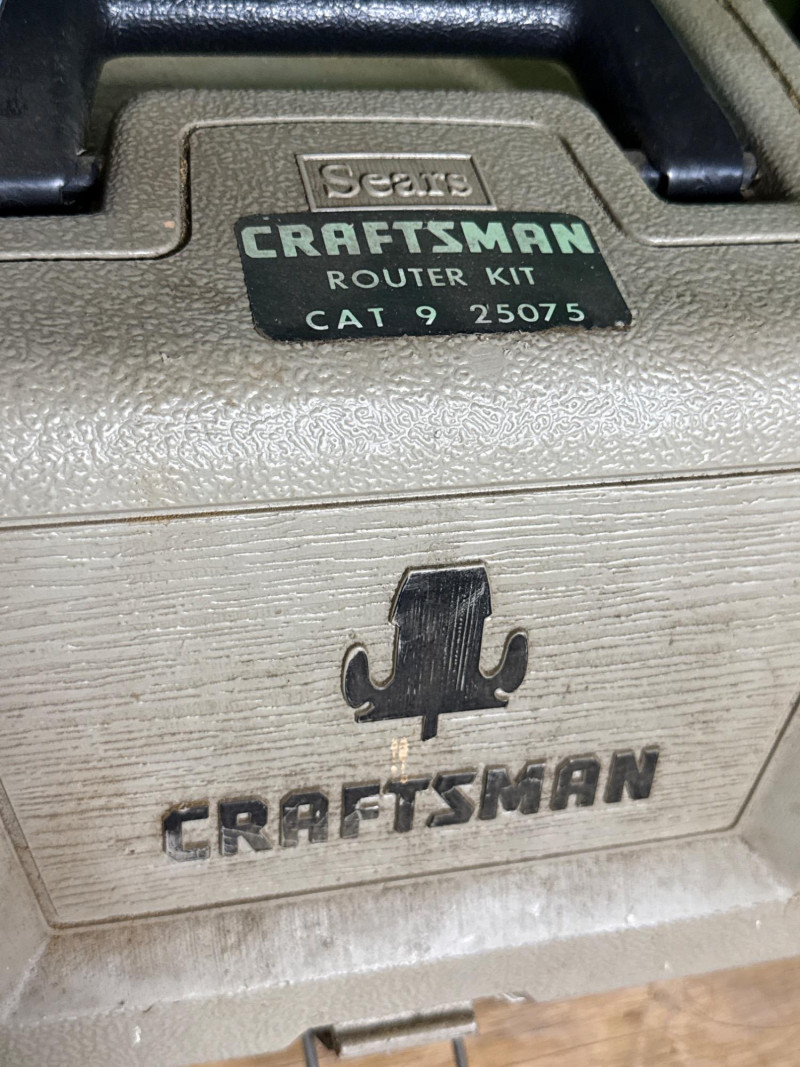 Sears
CRAFTSMAN
ROUTER KIT
CAT 9 25075
CRAFTSMAN